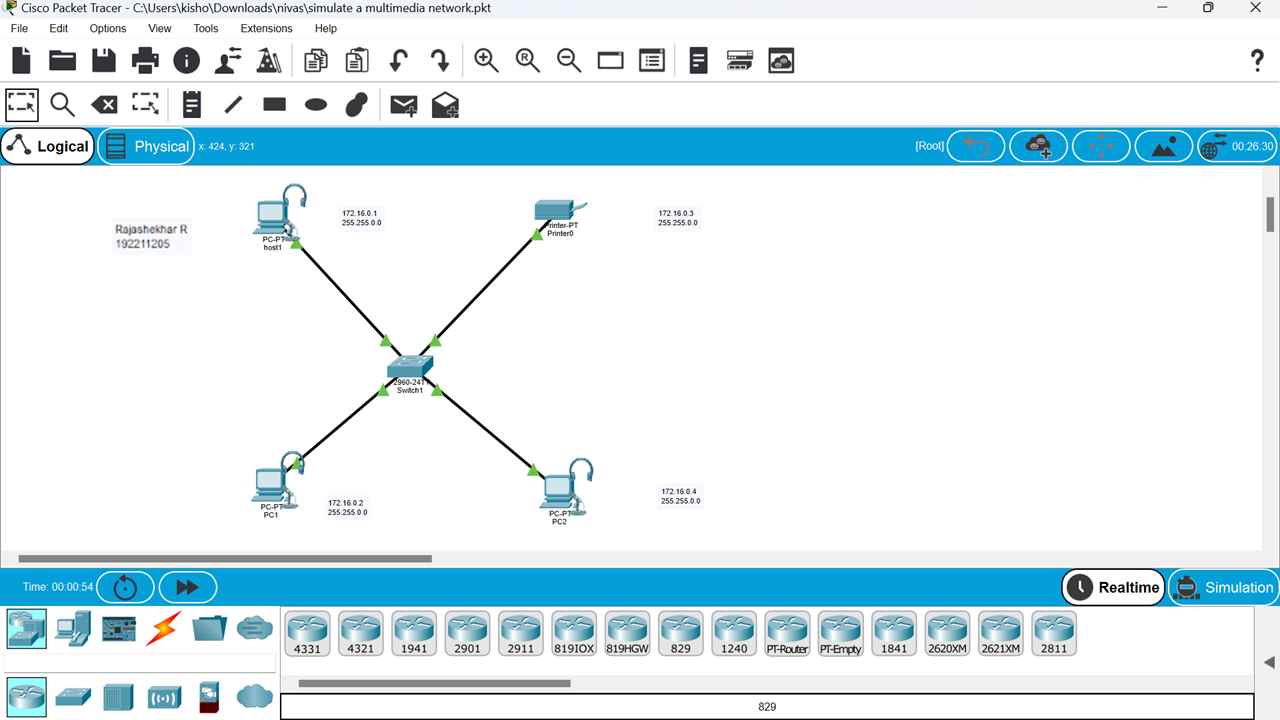 Cisco Packet Tracer - C:\Users\kisho\Downloads\nivas\simulate a multimedia network.pkt
File Edit Options View Tools Extensions Help
Logical Physical x: 424, y: 321 [Root] 00:26:30
Rajashekhar R
192211205
PC-PT
host1
172.16.0.1
255.255.0.0
rinter-PT
Printer0
172.16.0.3
255.255.0.0
2960-24TT
Switch1
PC-PT
PC1
172.16.0.2
255.255.0.0
PC-PT
PC2
172.16.0.4
255.255.0.0
Time: 00:00:54 Realtime Simulation
4331 4321 1941 2901 2911 819IOX 819HGW 829 1240 PT-Router PT-Empty 1841 2620XM 2621XM 2811
829